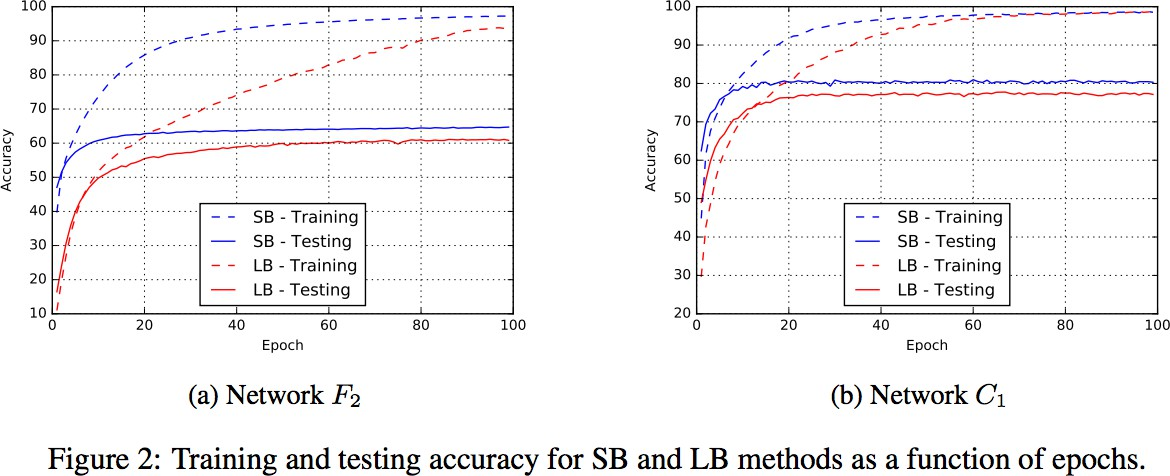 100
90
80
70
60
50
40
30
20
10
0 20 40 60 80 100
Accuracy
Epoch
SB - Training
SB - Testing
LB - Training
LB - Testing
(a) Network F₂
100
90
80
70
60
50
40
30
20
0 20 40 60 80 100
Accuracy
Epoch
SB - Training
SB - Testing
LB - Training
LB - Testing
(b) Network C₁
Figure 2: Training and testing accuracy for SB and LB methods as a function of epochs.